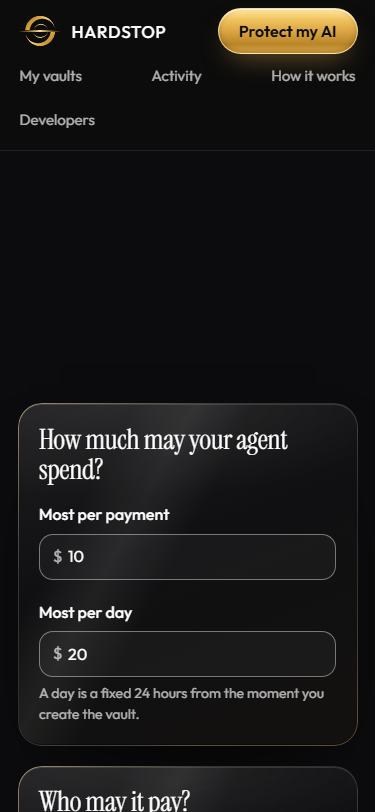 HARDSTOP
Protect my AI
My vaults
Activity
How it works
Developers
How much may your agent
spend?
Most per payment
$ 10
Most per day
$ 20
A day is a fixed 24 hours from the moment you
create the vault.
Who may it pay?